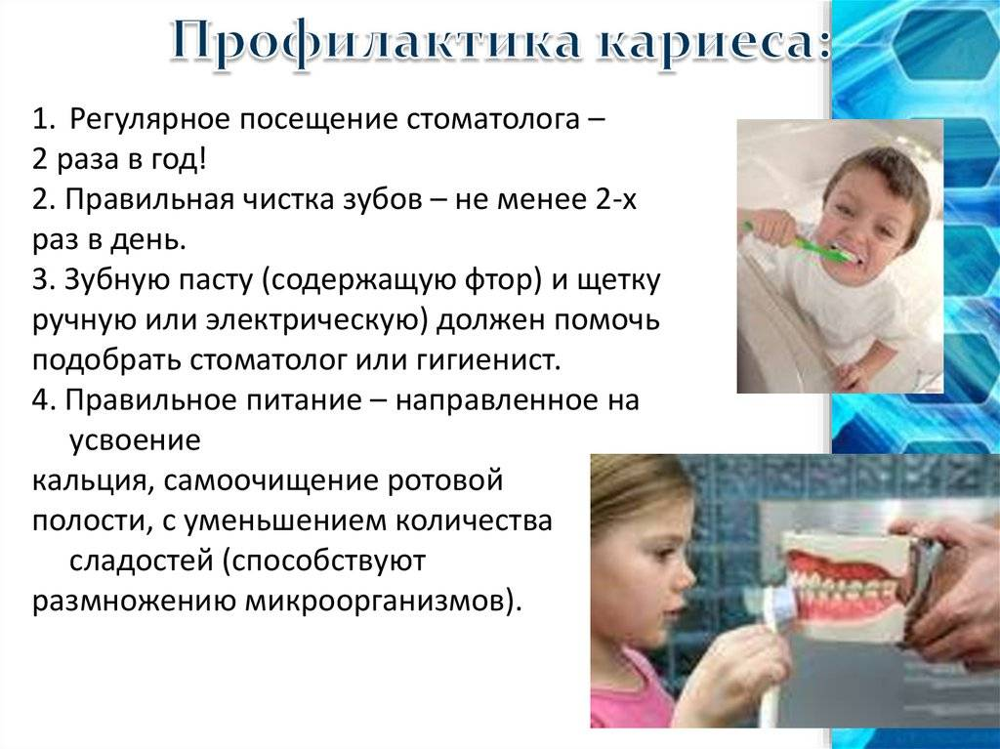 Профилактика кариеса:
1. Регулярное посещение стоматолога –
2 раза в год!
2. Правильная чистка зубов – не менее 2-х
раз в день.
3. Зубную пасту (содержащую фтор) и щетку
ручную или электрическую) должен помочь
подобрать стоматолог или гигиенист.
4. Правильное питание – направленное на
усвоение
кальция, самоочищение ротовой
полости, с уменьшением количества
сладостей (способствуют
размножению микроорганизмов).